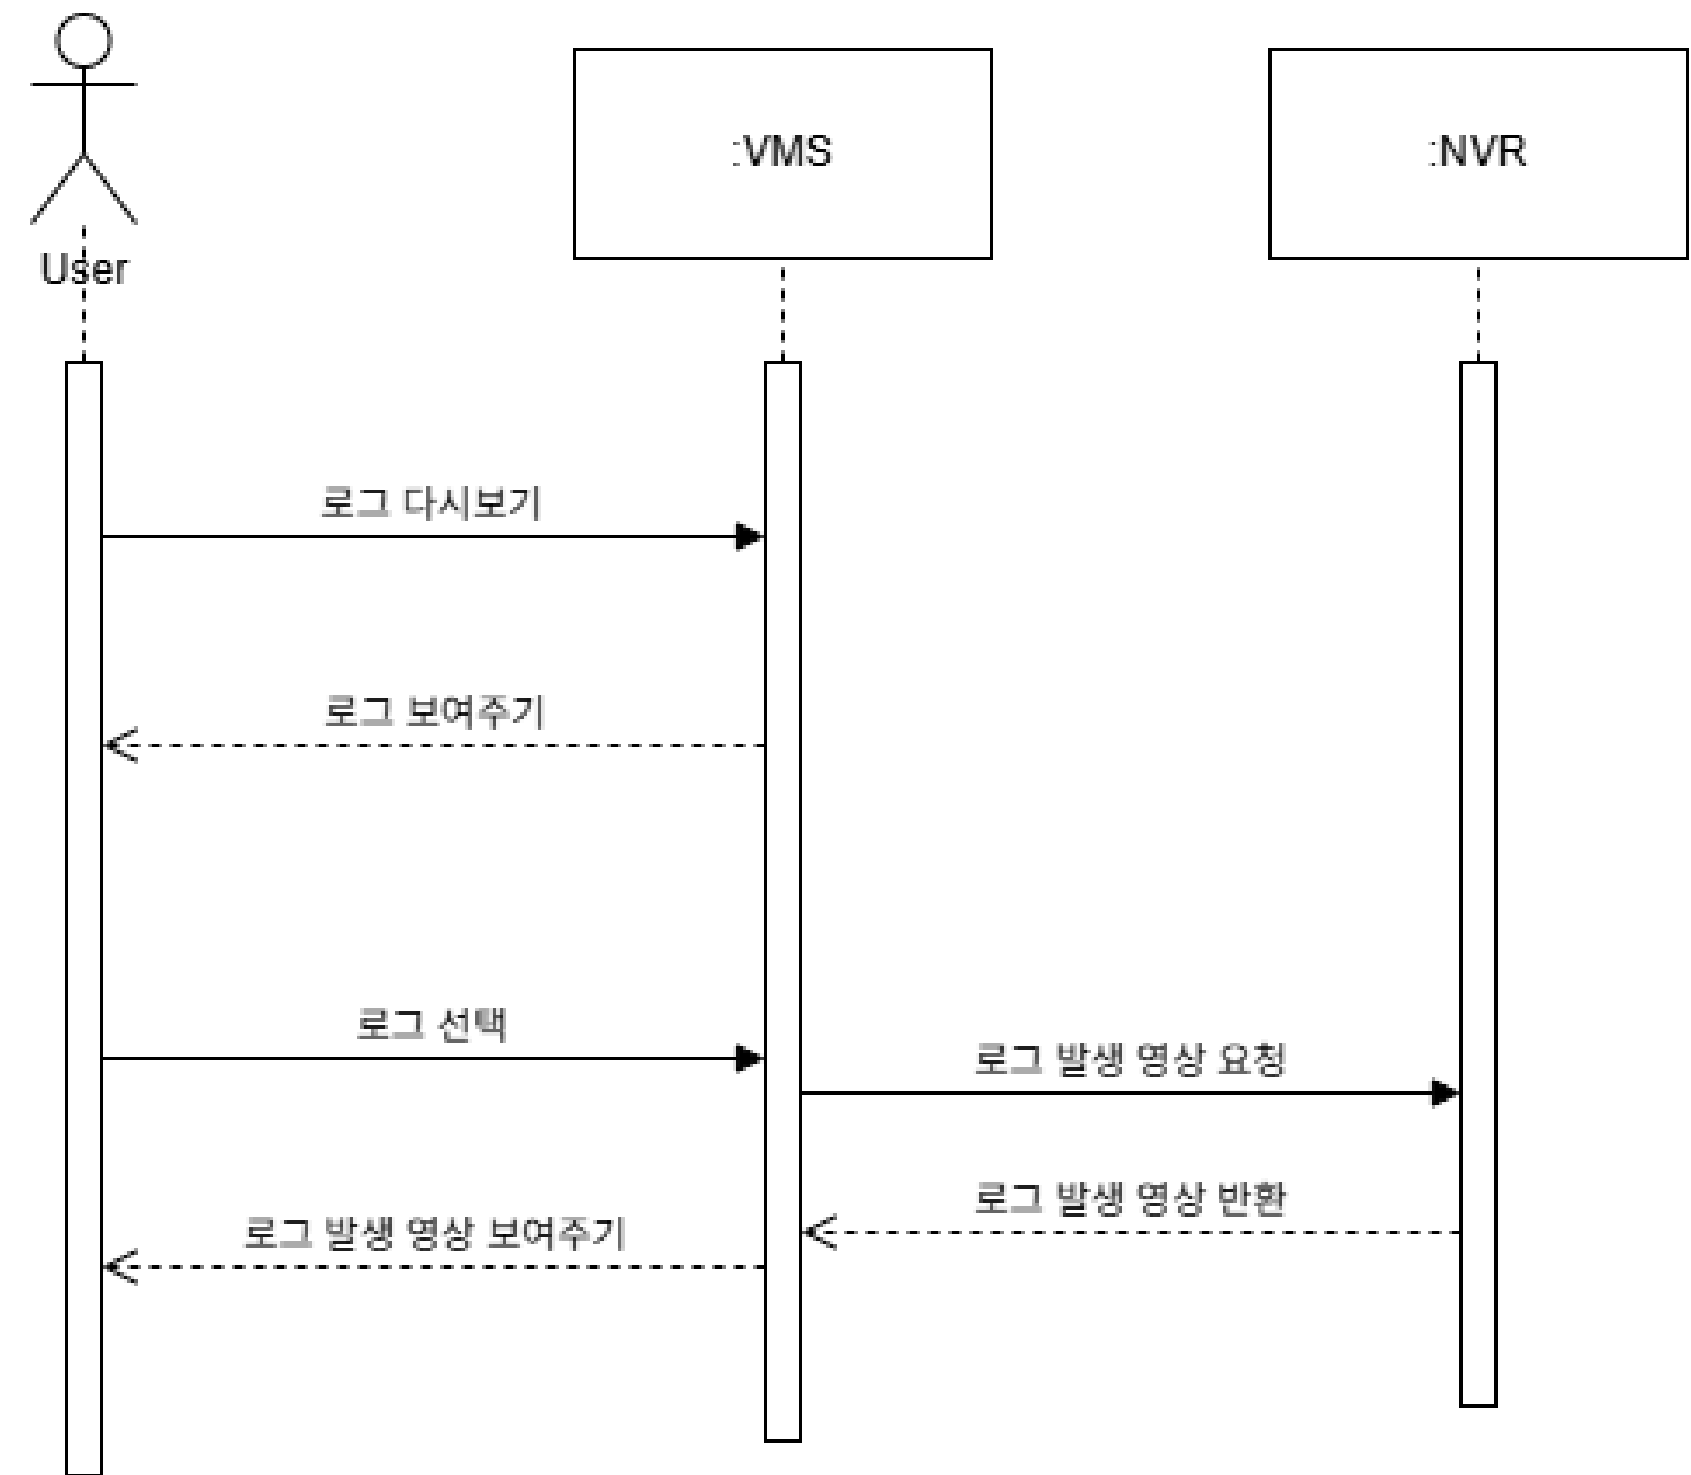 User
:VMS
:NVR
로그 다시보기
로그 보여주기
로그 선택
로그 발생 영상 요청
로그 발생 영상 반환
로그 발생 영상 보여주기